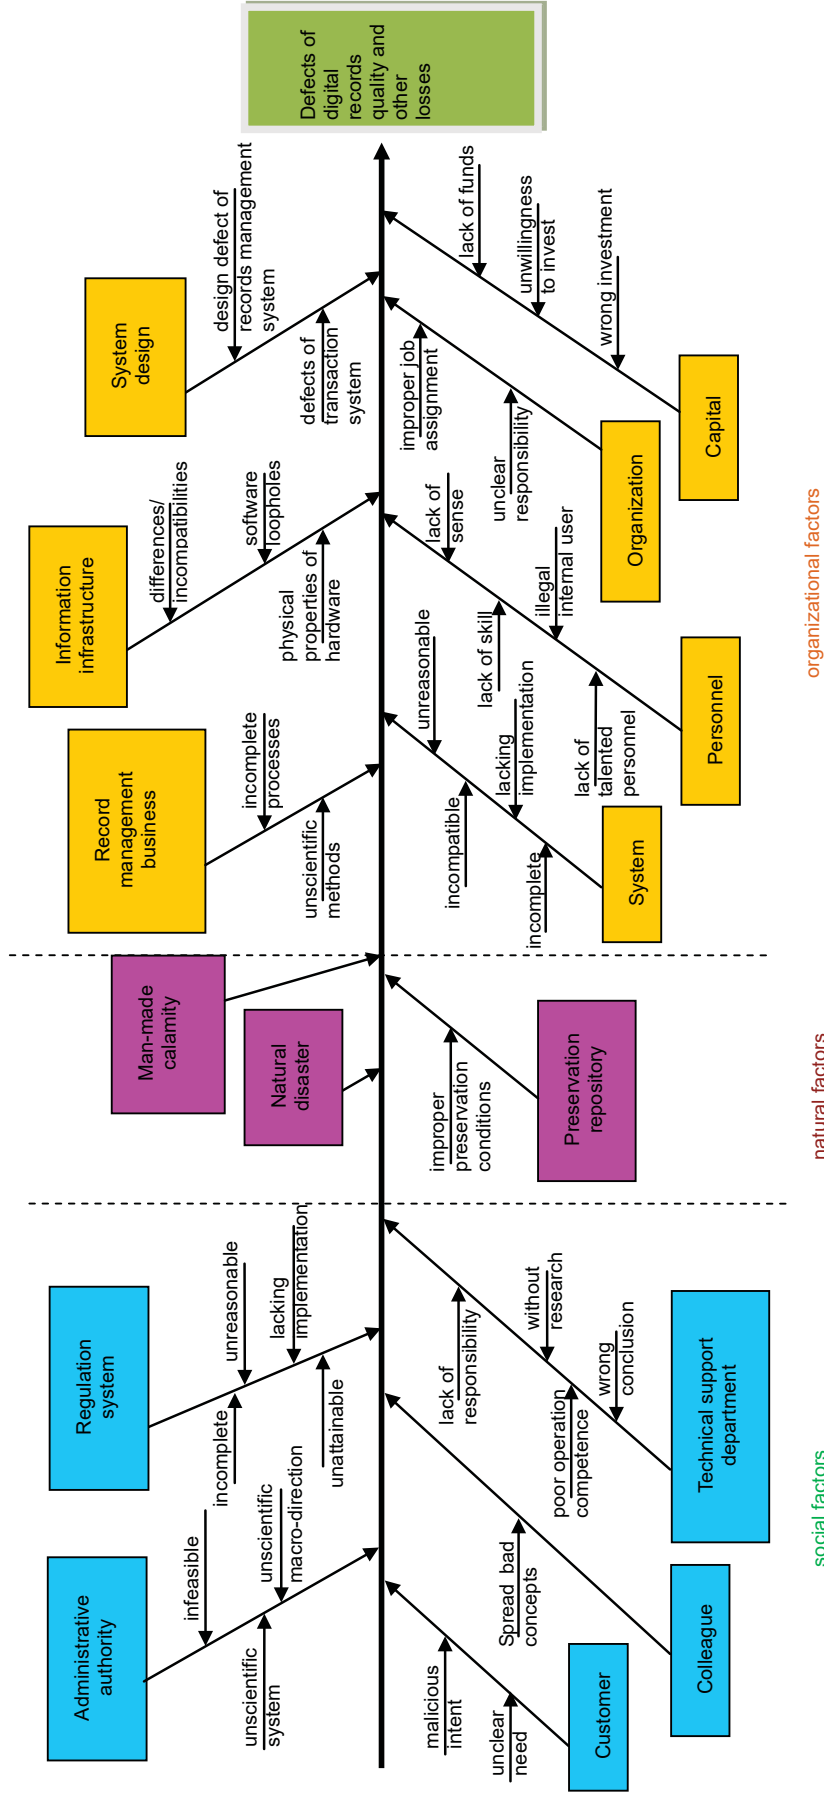 Administrative
authority
infeasible
unscientific
macro-direction
unscientific
system
Regulation
system
unreasonable
lacking
implementation
incomplete
unattainable
Man-made
calamity
Natural
disaster
Record
management
business
incomplete
processes
unscientific
methods
Information
infrastructure
differences/
incompatibilities
software
loopholes
physical
properties of
hardware
System
design
design defect of
records management
system
defects of
transaction
system
Defects of
digital
records
quality and
other
losses
malicious
intent
unclear
need
Customer
Spread bad
concepts
Colleague
lack of
responsibility
without
research
poor operation
competence
wrong
conclusion
Technical support
department
improper
preservation
conditions
Preservation
repository
unreasonable
incompatible
lacking
implementation
incomplete
System
lack of
sense
lack of skill
illegal
internal user
lack of
talented
personnel
Personnel
improper job
assignment
unclear
responsibility
Organization
lack of funds
unwillingness
to invest
wrong investment
Capital
social factors
natural factors
organizational factors